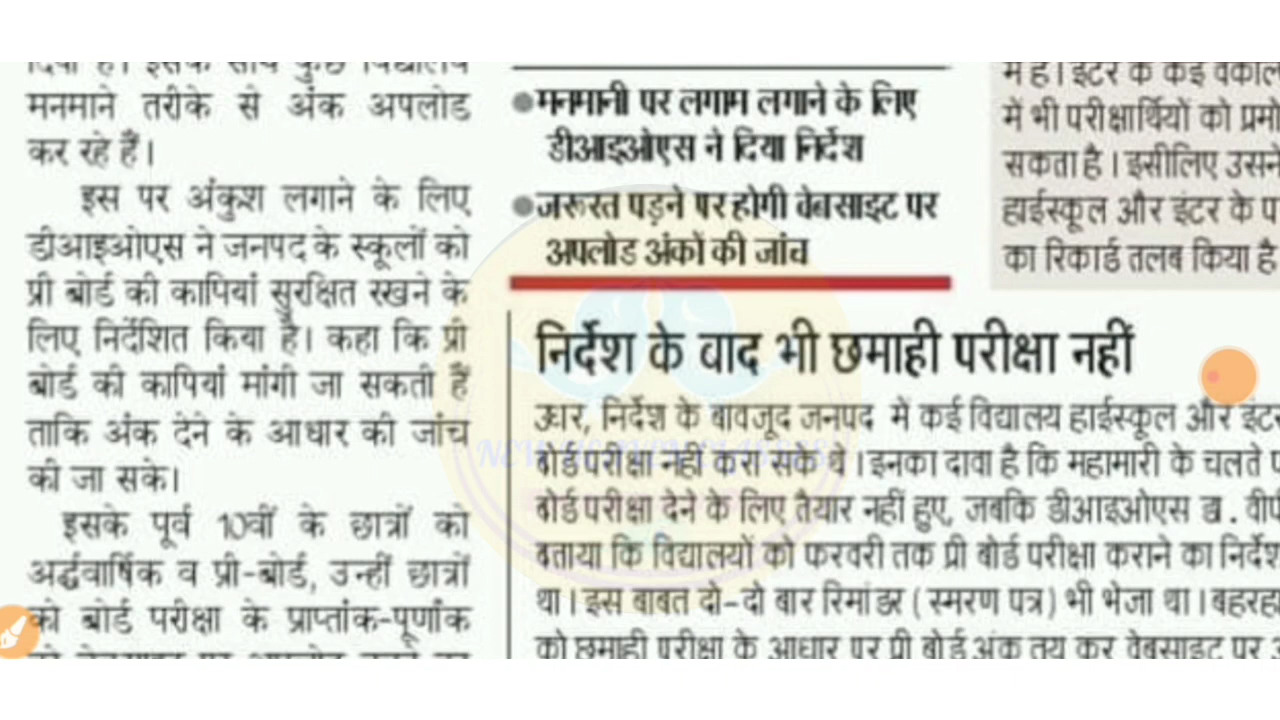 मनमाने तरीके से अंक अपलोड
कर रहे हैं।
इस पर अंकुश लगाने के लिए
डीआइओएस ने जनपद के स्कूलों को
प्री बोर्ड की कापियां सुरक्षित रखने के
लिए निर्देशित किया है। कहा कि प्री
बोर्ड की कापियां मांगी जा सकती हैं
ताकि अंक देने के आधार की जांच
की जा सके।
इसके पूर्व 10वीं के छात्रों को
अर्द्धवार्षिक व प्री-बोर्ड, उन्हीं छात्रों
को बोर्ड परीक्षा के प्राप्तांक-पूर्णांक
●मनमानी पर लगाम लगाने के लिए
डीआइओएस ने दिया निर्देश
●जरूरत पड़ने पर होगी वेबसाइट पर
अपलोड अंकों की जांच
में हैं। इंटर के कई
में भी परीक्षार्थियों को
सकता है। इसीलिए उसने
हाईस्कूल और इंटर के
का रिकार्ड तलब किया है
निर्देश के बाद भी छमाही परीक्षा नहीं
उधर, निर्देश के बावजूद जनपद में कई विद्यालय हाईस्कूल और इंटर
बोर्ड परीक्षा नहीं करा सके थे। इनका दावा है कि महामारी के चलते
बोर्ड परीक्षा देने के लिए तैयार नहीं हुए, जबकि डीआइओएस
बताया कि विद्यालयों को फरवरी तक प्री बोर्ड परीक्षा कराने का निर्देश
था। इस बाबत दो-दो बार रिमांडर (स्मरण पत्र) भी भेजा था।
को छमाही परीक्षा के आधार पर प्री बोर्ड अंक तय कर वेबसाइट पर